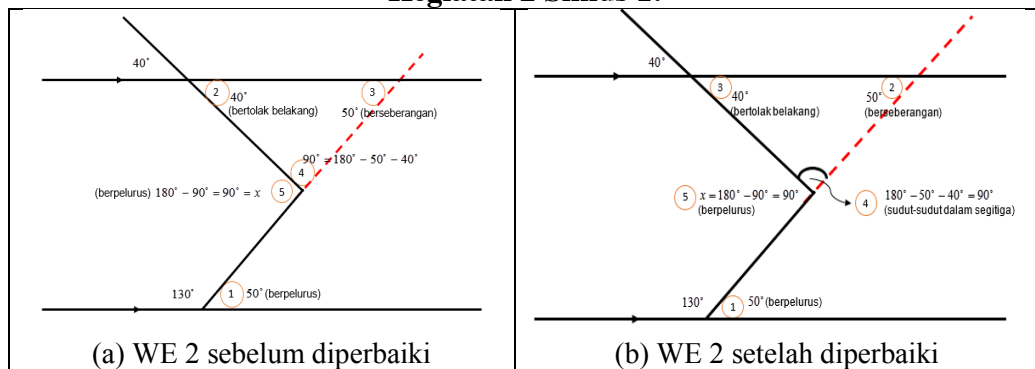 Kegiatan 2 Siklus 2.
40°
2
40°
(bertolak belakang)
3
50° (berseberangan)
90° = 180° − 50° − 40°
4
(berpelurus) 180° − 90° = 90° = x
5
130°
1
50° (berpelurus)
(a) WE 2 sebelum diperbaiki
40°
3
40°
(bertolak belakang)
2
50°
(berseberangan)
5
x = 180° − 90° = 90°
(berpelurus)
4
180° − 50° − 40° = 90°
(sudut-sudut dalam segitiga)
130°
1
50° (berpelurus)
(b) WE 2 setelah diperbaiki